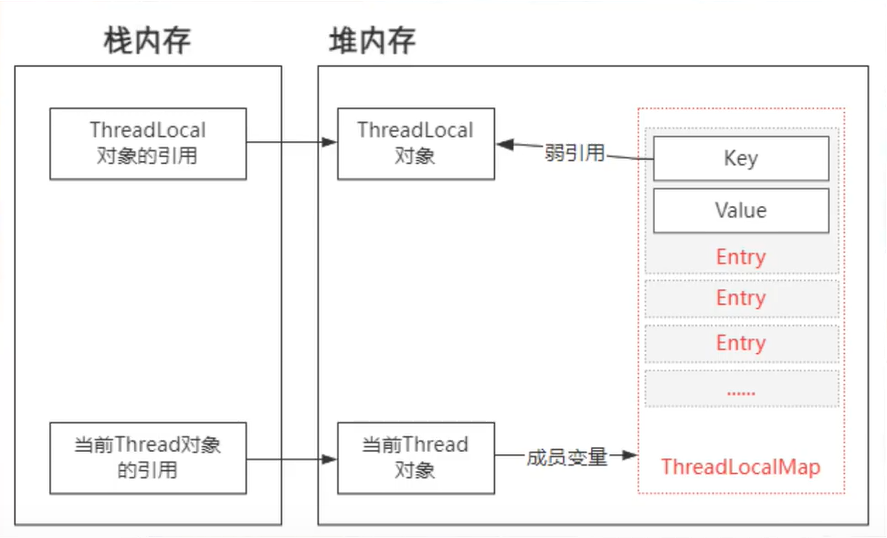 栈内存
堆内存
ThreadLocal
对象的引用
ThreadLocal
对象
弱引用
Key
Value
Entry
Entry
Entry
......
当前Thread对象
的引用
当前Thread
对象
成员变量
ThreadLocalMap